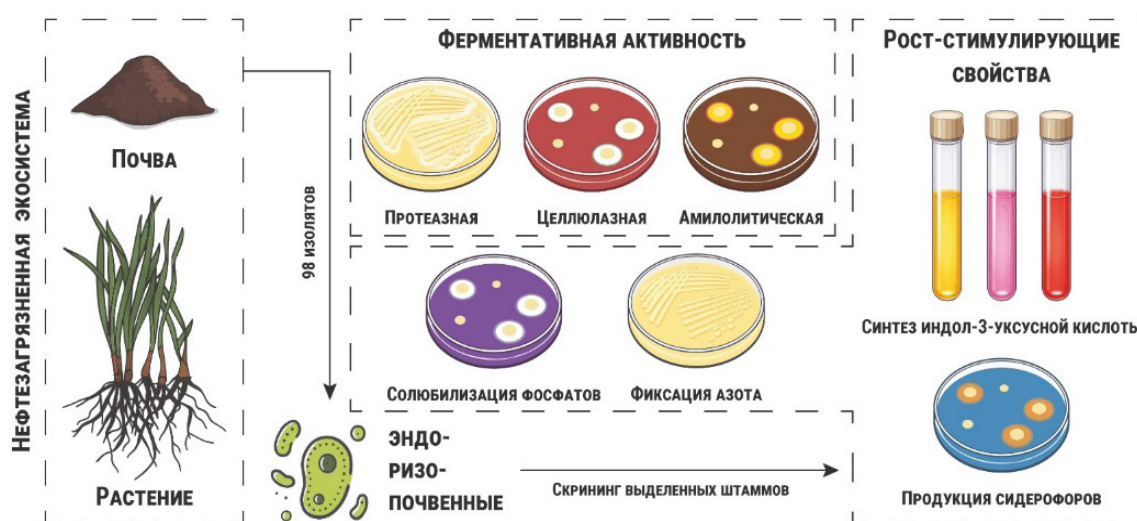 Нефтезагрязненная экосистема
Почва
Растение
98 изолятов
ЭНДО-
РИЗО-
ПОЧВЕННЫЕ
Ферментативная активность
Протеазная
Целлюлазная
Амилолитическая
Солюбилизация фосфатов
Фиксация азота
Скрининг выделенных штаммов
Рост-стимулирующие
свойства
Синтез индол-3-уксусной кислоты
Продукция сидерофоров